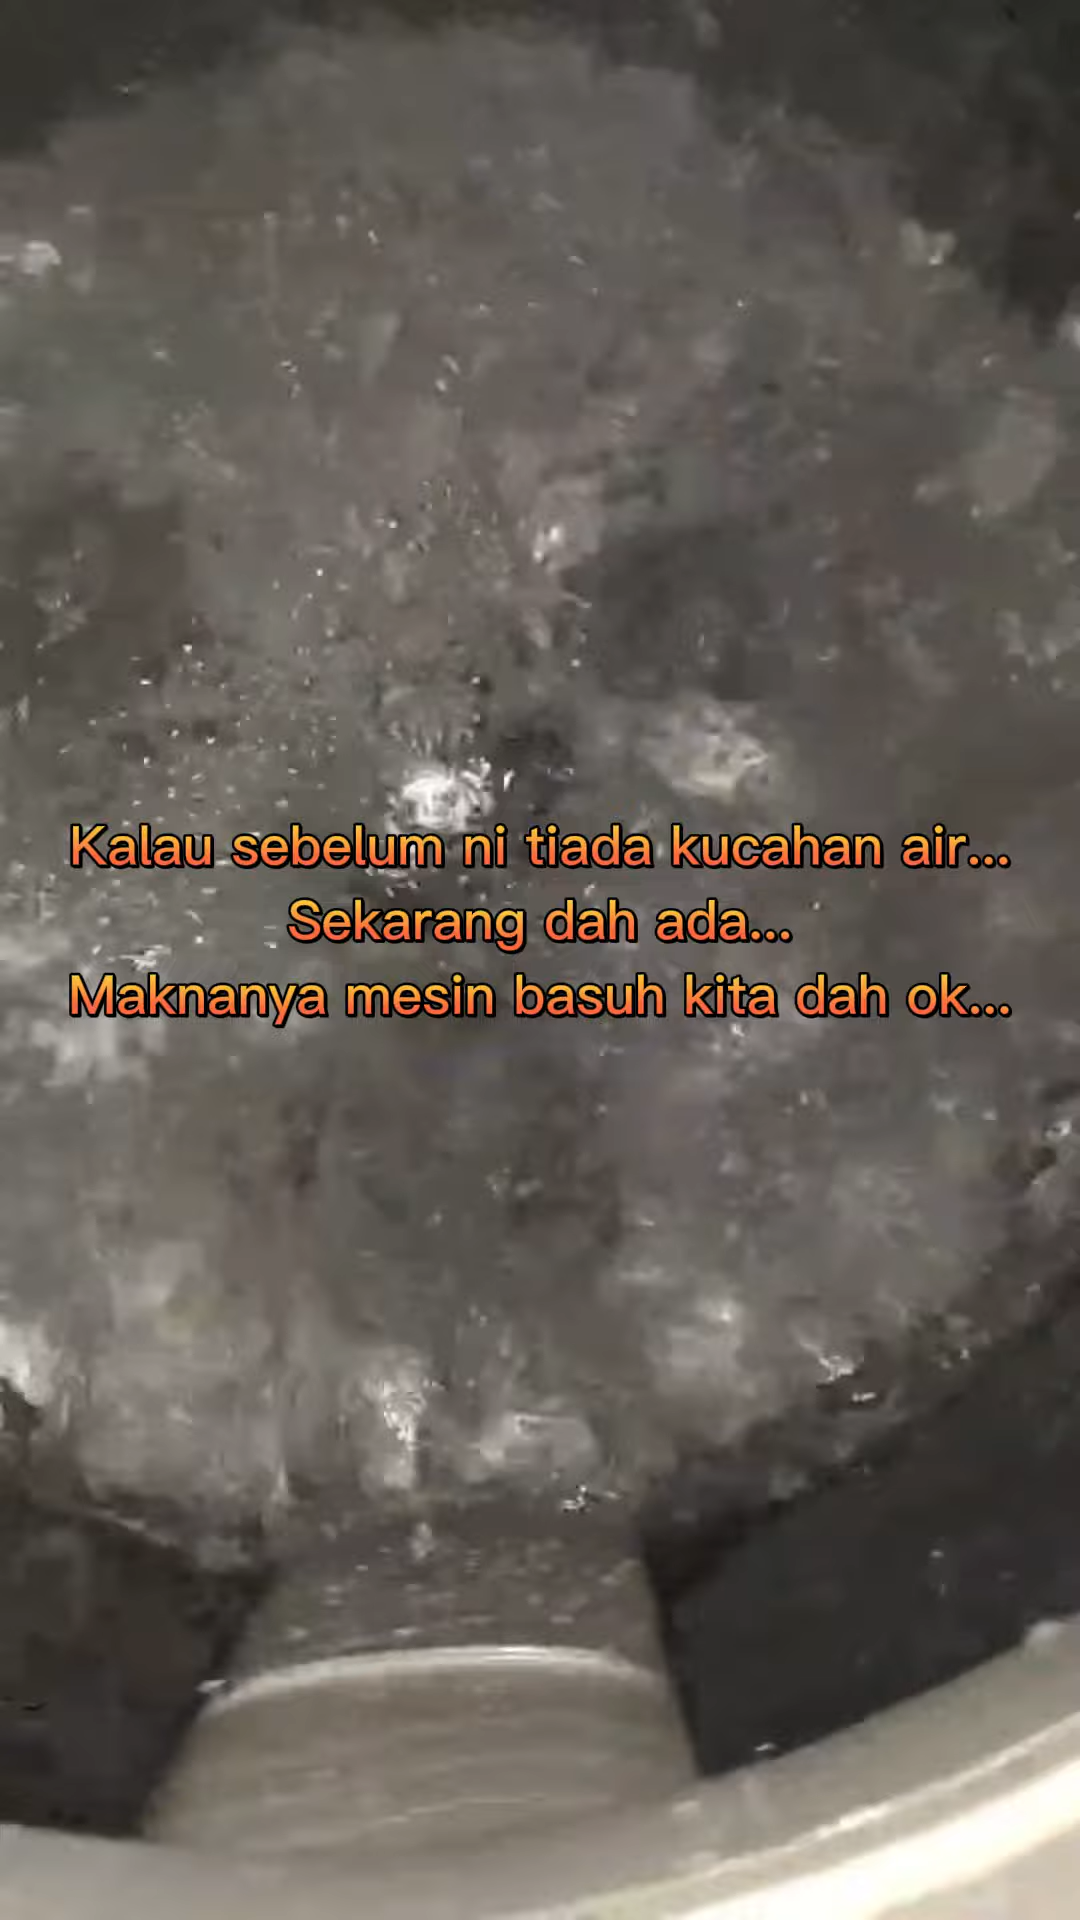 Kalau sebelum ni tiada kucahan air...
Sekarang dah ada...
Maknanya mesin basuh kita dah ok...